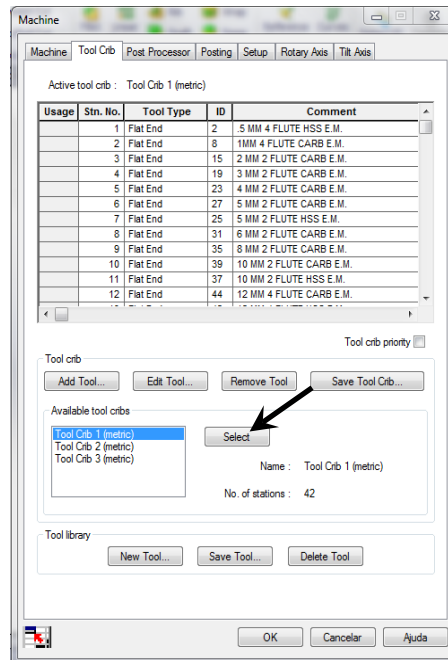 Machine
Machine Tool Crib Post Processor Posting Setup Rotary Axis Tilt Axis
Active tool crib : Tool Crib 1 (metric)
Usage Stn. No. Tool Type ID Comment
1 Flat End 2 .5 MM 4 FLUTE HSS E.M.
2 Flat End 8 1MM 4 FLUTE CARB E.M.
3 Flat End 15 2 MM 2 FLUTE CARB E.M.
4 Flat End 19 3 MM 2 FLUTE CARB E.M.
5 Flat End 23 4 MM 2 FLUTE CARB E.M.
6 Flat End 27 5 MM 2 FLUTE CARB E.M.
7 Flat End 25 5 MM 2 FLUTE HSS E.M.
8 Flat End 31 6 MM 2 FLUTE CARB E.M.
9 Flat End 35 8 MM 2 FLUTE CARB E.M.
10 Flat End 39 10 MM 2 FLUTE CARB E.M.
11 Flat End 37 10 MM 2 FLUTE HSS E.M.
12 Flat End 44 12 MM 4 FLUTE CARB E.M.
Tool crib priority
Tool crib
Add Tool... Edit Tool... Remove Tool Save Tool Crib...
Available tool cribs
Tool Crib 1 (metric) Select
Tool Crib 2 (metric)
Tool Crib 3 (metric) Name : Tool Crib 1 (metric)
No. of stations : 42
Tool library
New Tool... Save Tool... Delete Tool
OK Cancelar Ajuda